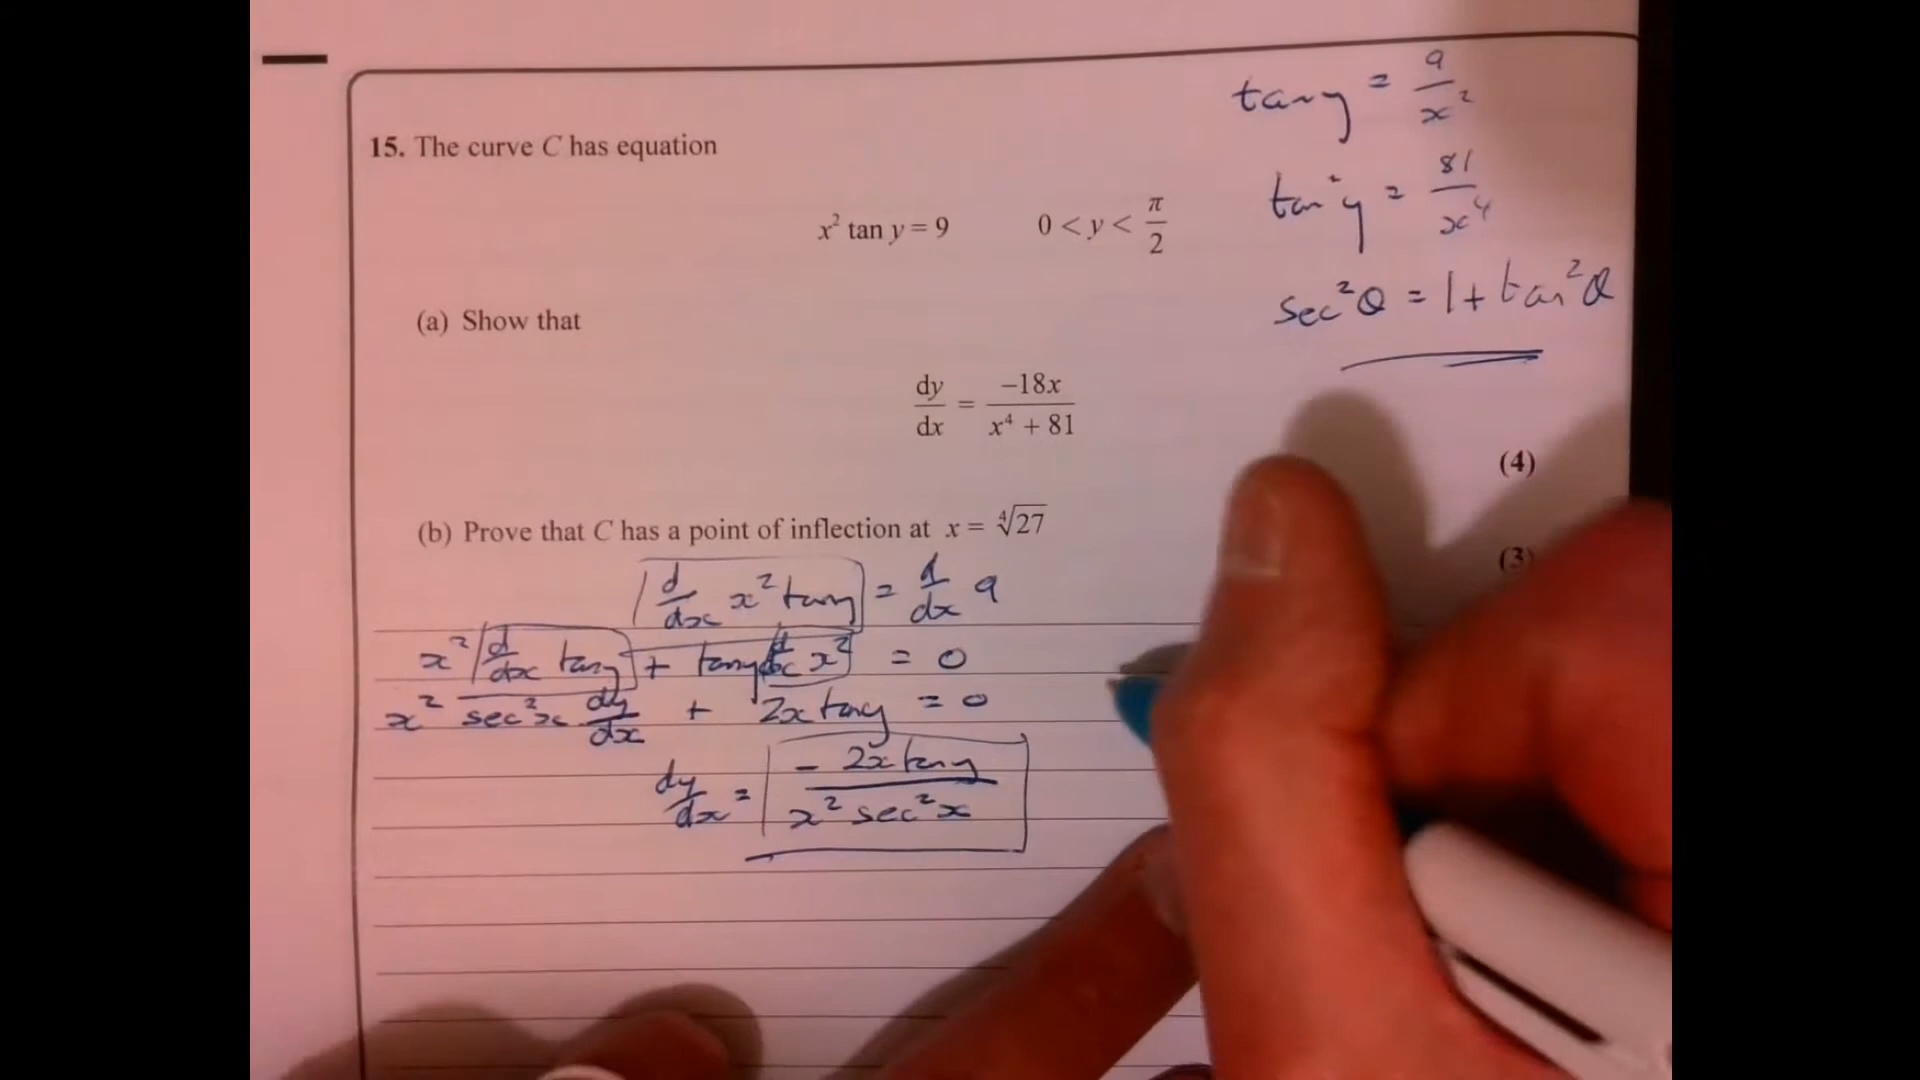 15. The curve C has equation
x² tan y = 9 0 < y < π/2
(a) Show that
dy/dx = -18x/(x⁴ + 81)
(4)
(b) Prove that C has a point of inflection at x = ⁴√27
(3)
tan y = 9/x²
tan² y = 81/x⁴
sec²θ = 1 + tan²θ
d/dx x² tan y = d/dx 9
x² d/dx tan y + tan y d/dx x² = 0
x² sec²x dy/dx + 2x tan y = 0
dy/dx = - 2x tan y / x² sec²x